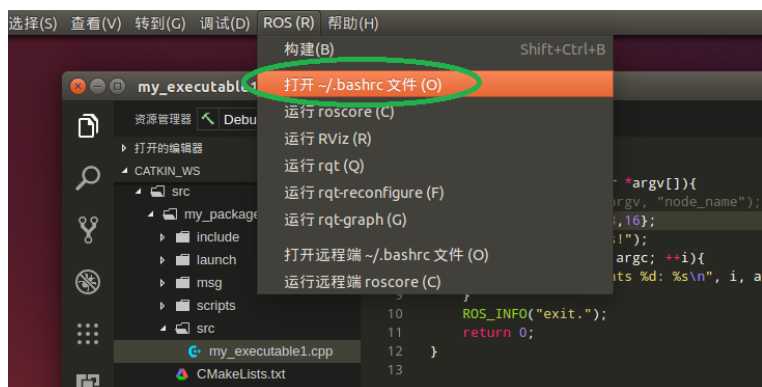 选择(S) 查看(V) 转到(G) 调试(D) ROS (R) 帮助(H)
构建(B) Shift+Ctrl+B
打开 ~/.bashrc 文件 (O)
运行 roscore (C)
运行 RViz (R)
运行 rqt (Q)
运行 rqt-reconfigure (F)
运行 rqt-graph (G)
打开远程端 ~/.bashrc 文件 (O)
运行远程端 roscore (C)
my_executable1
资源管理器 Debu
打开的编辑器
CATKIN_WS
src
my_package
include
launch
msg
scripts
src
my_executable1.cpp
CMakeLists.txt
*argv[]){
argv, "node_name");
,16};
!");
argc; ++i){
ts %d: %s\n", i, a
9 }
10 ROS_INFO("exit.");
11 return 0;
12 }
13